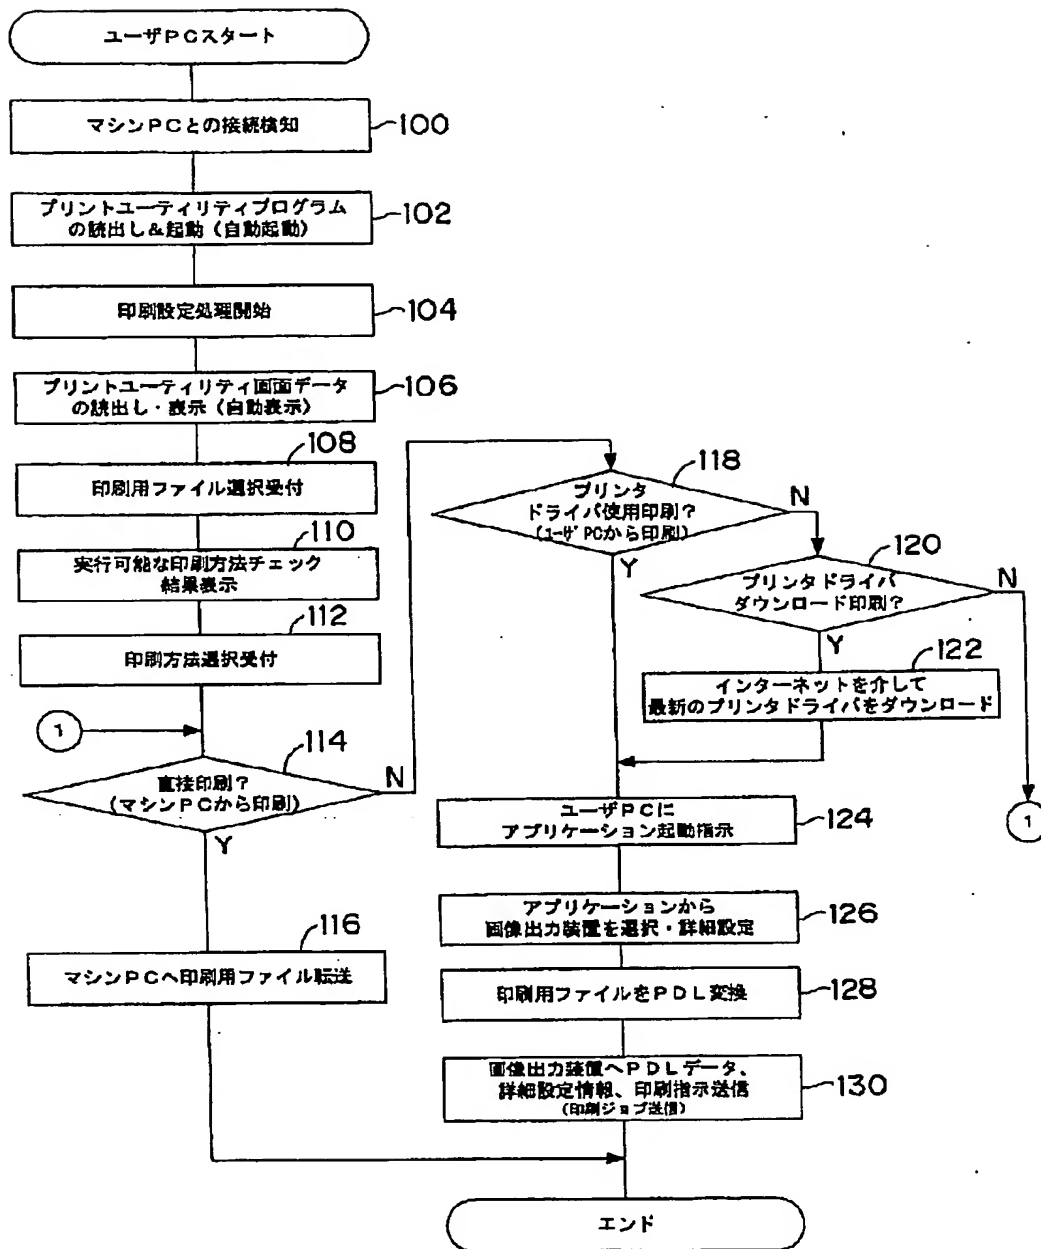 ユーザPCスタート
マシンPCとの接続検知
100
プリントユーティリティプログラム
の読出し&起動(自動起動)
102
印刷設定処理開始
104
プリントユーティリティ画面データ
の読出し・表示(自動表示)
106
108
印刷用ファイル選択受付
110
実行可能な印刷方法チェック
結果表示
112
印刷方法選択受付
1
114
直接印刷?
(マシンPCから印刷)
N
Y
116
マシンPCへ印刷用ファイル転送
118
プリンタ
ドライバ使用印刷?
(ユーザPCから印刷)
N
Y
120
プリンタドライバ
ダウンロード印刷?
N
Y
122
インターネットを介して
最新のプリンタドライバをダウンロード
1
ユーザPCに
アプリケーション起動指示
124
アプリケーションから
画像出力装置を選択・詳細設定
126
印刷用ファイルをPDL変換
128
画像出力装置へPDLデータ、
詳細設定情報、印刷指示送信
(印刷ジョブ送信)
130
エンド